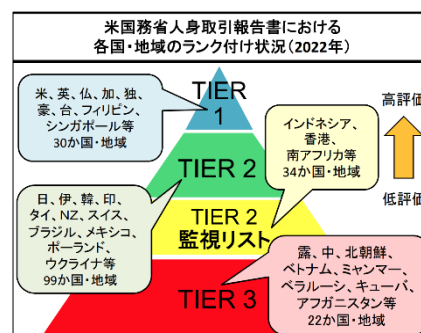 米国務省人身取引報告書における
各国・地域のランク付け状況(2022年)
米、英、仏、加、独、
豪、台、フィリピン、
シンガポール等
30か国・地域
TIER
1
高評価
インドネシア、
香港、
南アフリカ等
34か国・地域
TIER 2
低評価
日、伊、韓、印、
タイ、NZ、スイス、
ブラジル、メキシコ、
ポーランド、
ウクライナ等
99か国・地域
TIER 2
監視リスト
露、中、北朝鮮、
ベトナム、ミャンマー、
ベラルーシ、キューバ、
アフガニスタン等
22か国・地域
TIER 3